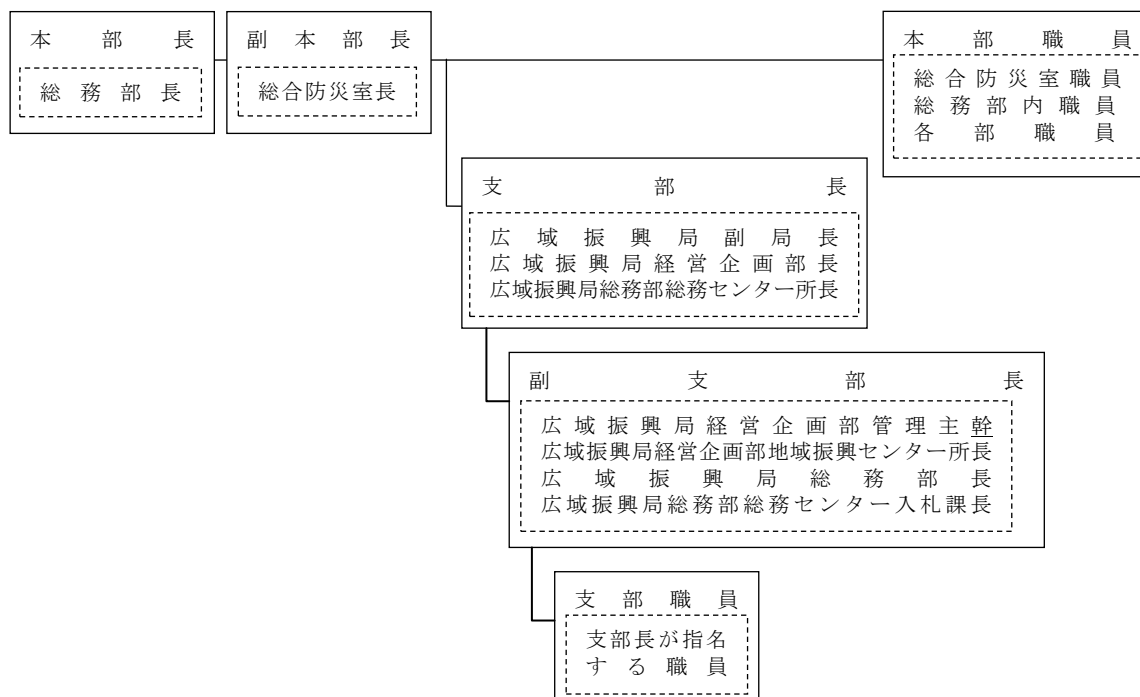 本部長
総務部長
副本部長
総合防災室長
本部職員
総合防災室職員
総務部内職員
各部職員
支部長
広域振興局副局長
広域振興局経営企画部長
広域振興局総務部総務センター所長
副支部長
広域振興局経営企画部管理主幹
広域振興局経営企画部地域振興センター所長
広域振興局総務部長
広域振興局総務部総務センター入札課長
支部職員
支部長が指名
する職員